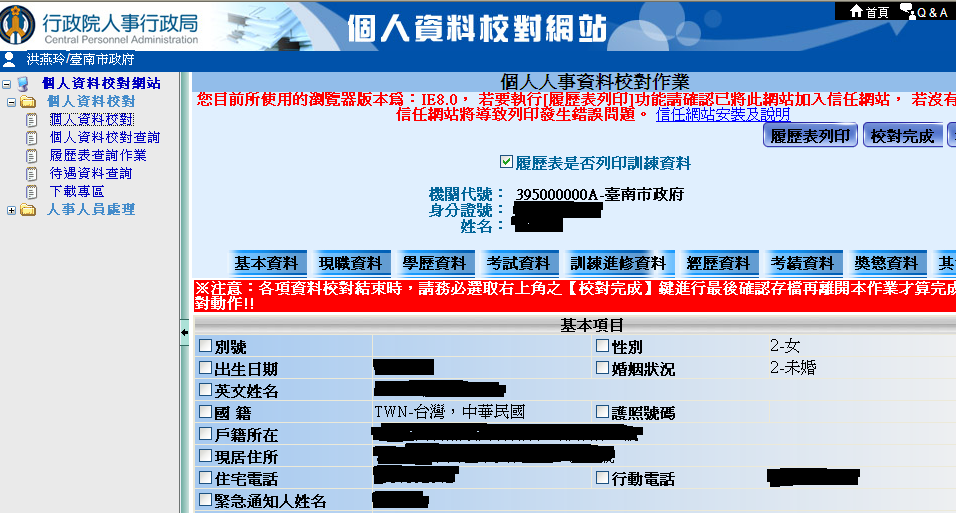 行政院人事行政局
Central Personnel Administration
個人資料校對網站
首頁 Q & A
洪燕玲/臺南市政府
個人資料校對網站
個人資料校對
個人資料校對
個人資料校對查詢
履歷表查詢作業
待遇資料查詢
下載專區
人事人員處理
個人人事資料校對作業
您目前所使用的瀏覽器版本為：IE8.0， 若要執行[履歷表列印]功能請確認已將此網站加入信任網站， 若沒有
信任網站將導致列印發生錯誤問題。 信任網站安裝及說明
履歷表列印 校對完成
履歷表是否列印訓練資料
機關代號： 395000000A-臺南市政府
身分證號：
姓名：
基本資料 現職資料 學歷資料 考試資料 訓練進修資料 經歷資料 考績資料 獎懲資料 其
※注意：各項資料校對結束時，請務必選取右上角之【校對完成】鍵進行最後確認存檔再離開本作業才算完成
對動作!!
基本項目
別號 性別 2-女
出生日期 婚姻狀況 2-未婚
英文姓名
國 籍 TWN-台灣，中華民國 護照號碼
戶籍所在
現居住所
住宅電話 行動電話
緊急通知人姓名